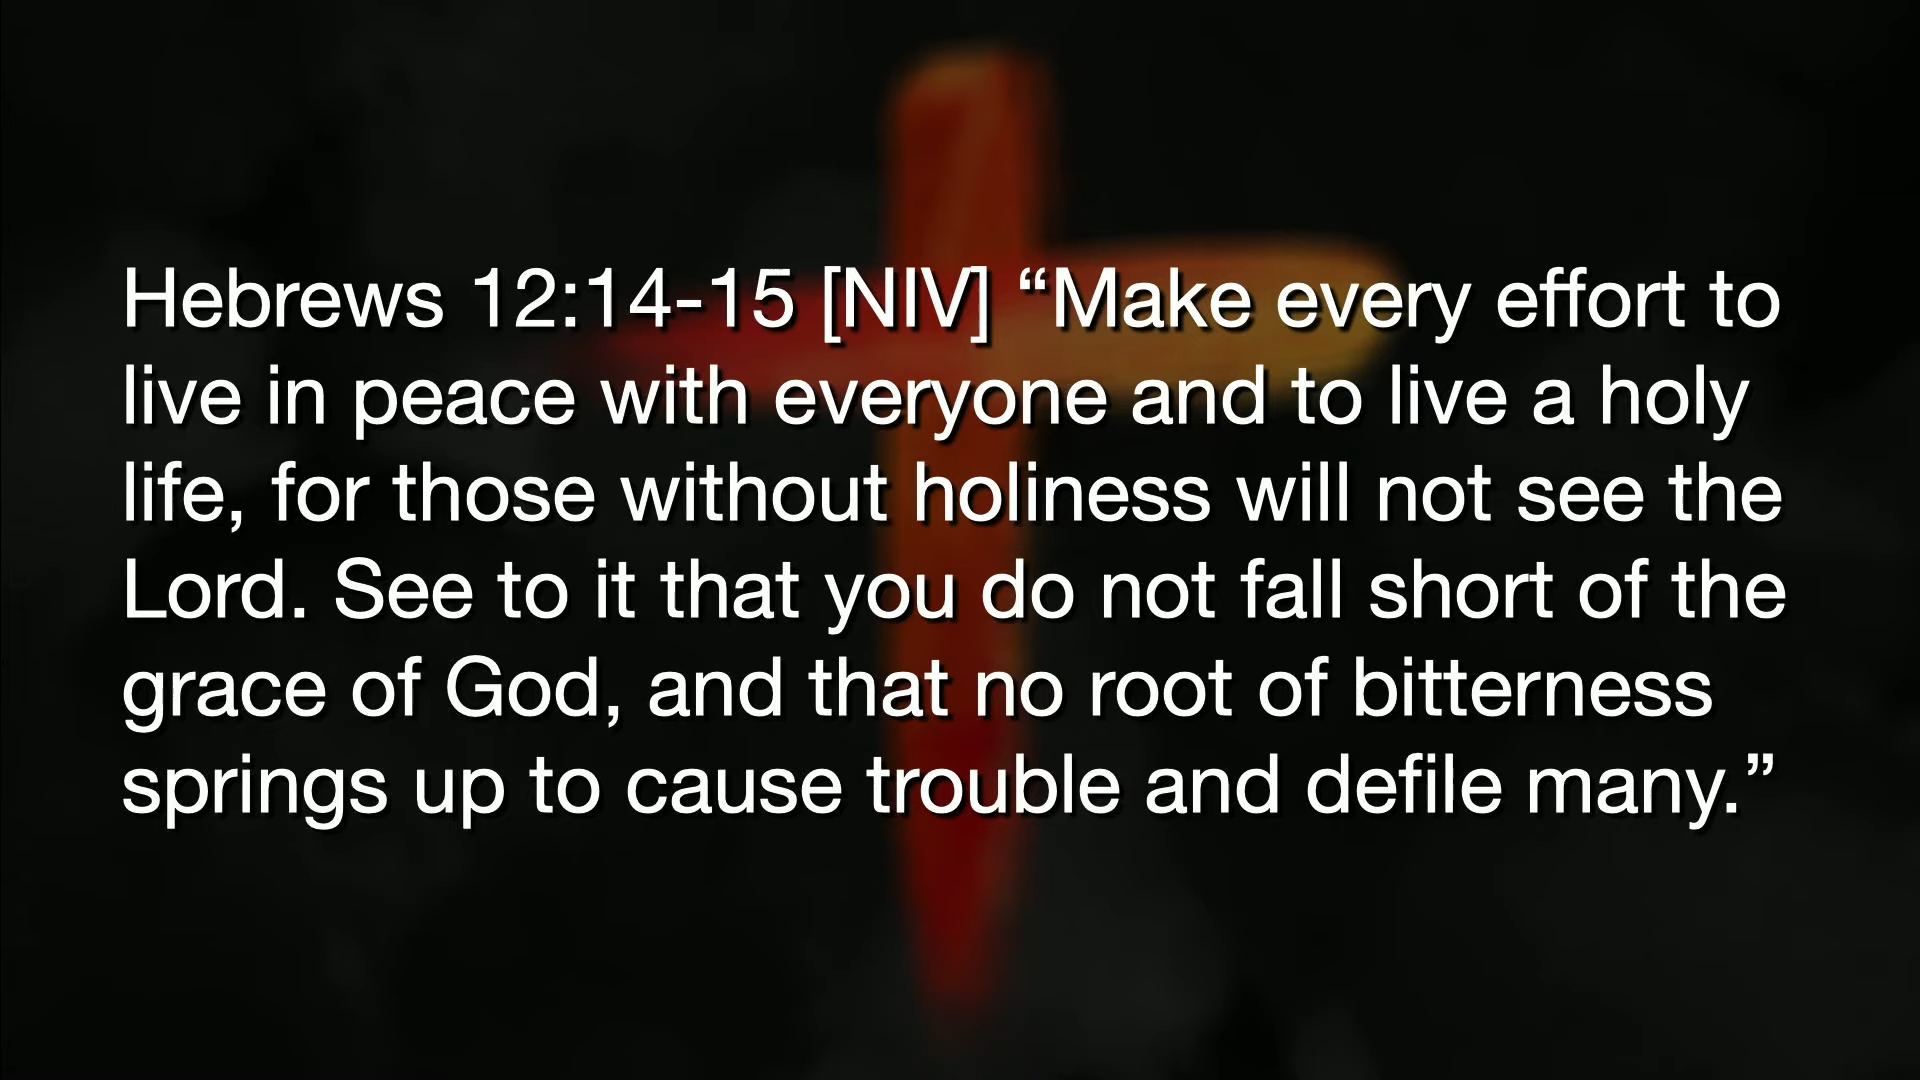 Hebrews 12:14-15 [NIV] “Make every effort to
live in peace with everyone and to live a holy
life, for those without holiness will not see the
Lord. See to it that you do not fall short of the
grace of God, and that no root of bitterness
springs up to cause trouble and defile many.”